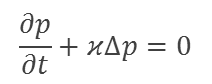 ∂p/∂t + ϰΔp = 0